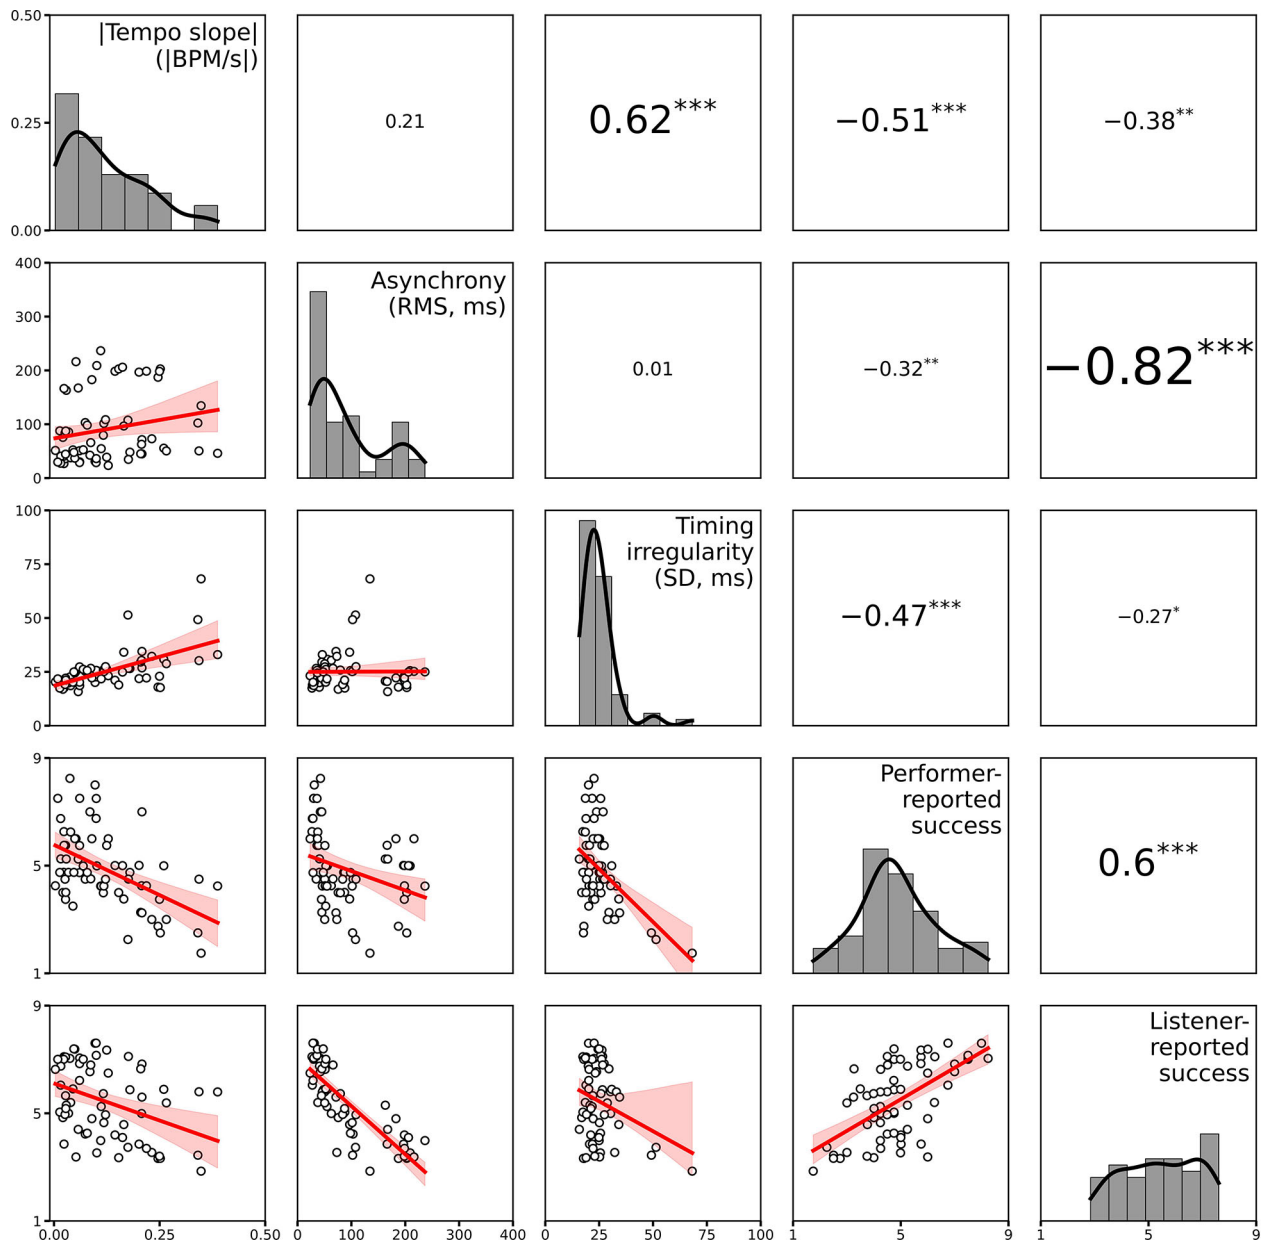 0.50
|Tempo slope|
(|BPM/s|)
0.25
0.21
0.62***
−0.51***
−0.38**
0.00
400
Asynchrony
(RMS, ms)
300
200
0.01
−0.32**
−0.82***
100
0
100
Timing
irregularity
(SD, ms)
75
50
−0.47***
−0.27*
25
0
9
Performer-
reported
success
5
0.6***
1
9
Listener-
reported
success
5
1
0.00 0.25 0.50 0 100 200 300 400 0 25 50 75 100 1 5 9 1 5 9